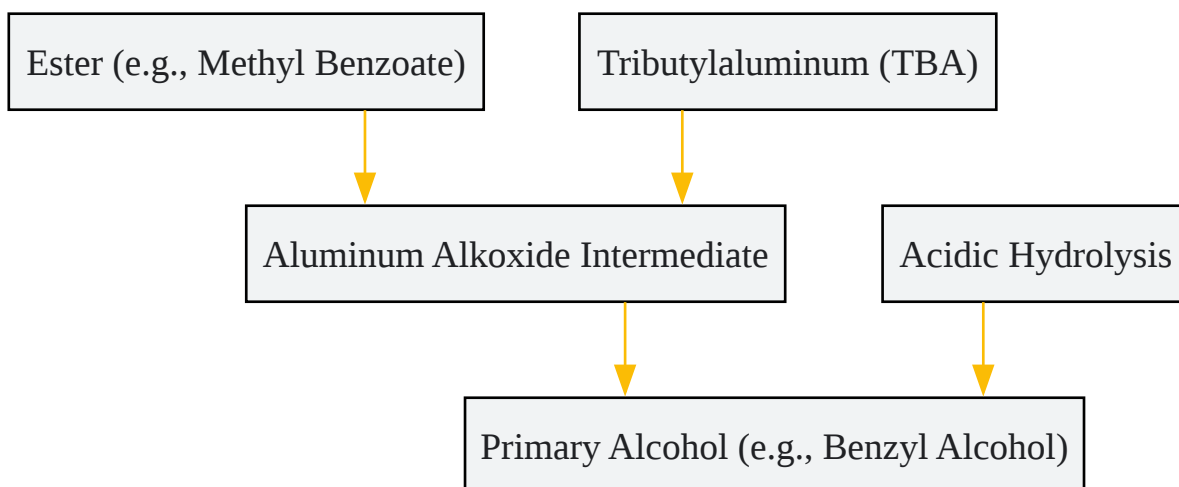 Ester (e.g., Methyl Benzoate)
Tributylaluminum (TBA)
Aluminum Alkoxide Intermediate
Acidic Hydrolysis
Primary Alcohol (e.g., Benzyl Alcohol)